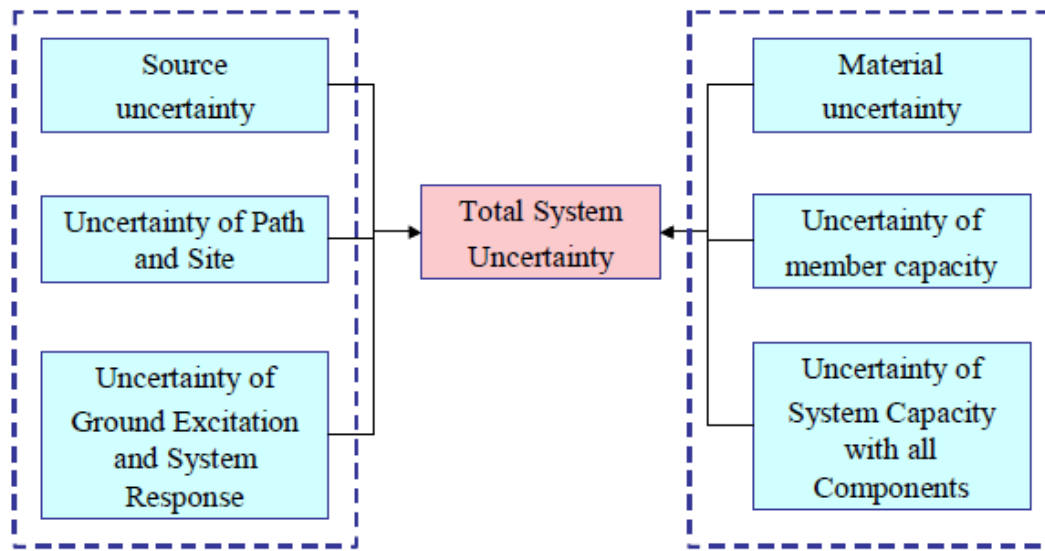 Source
uncertainty
Uncertainty of Path
and Site
Uncertainty of
Ground Excitation
and System
Response
Total System
Uncertainty
Material
uncertainty
Uncertainty of
member capacity
Uncertainty of
System Capacity
with all
Components